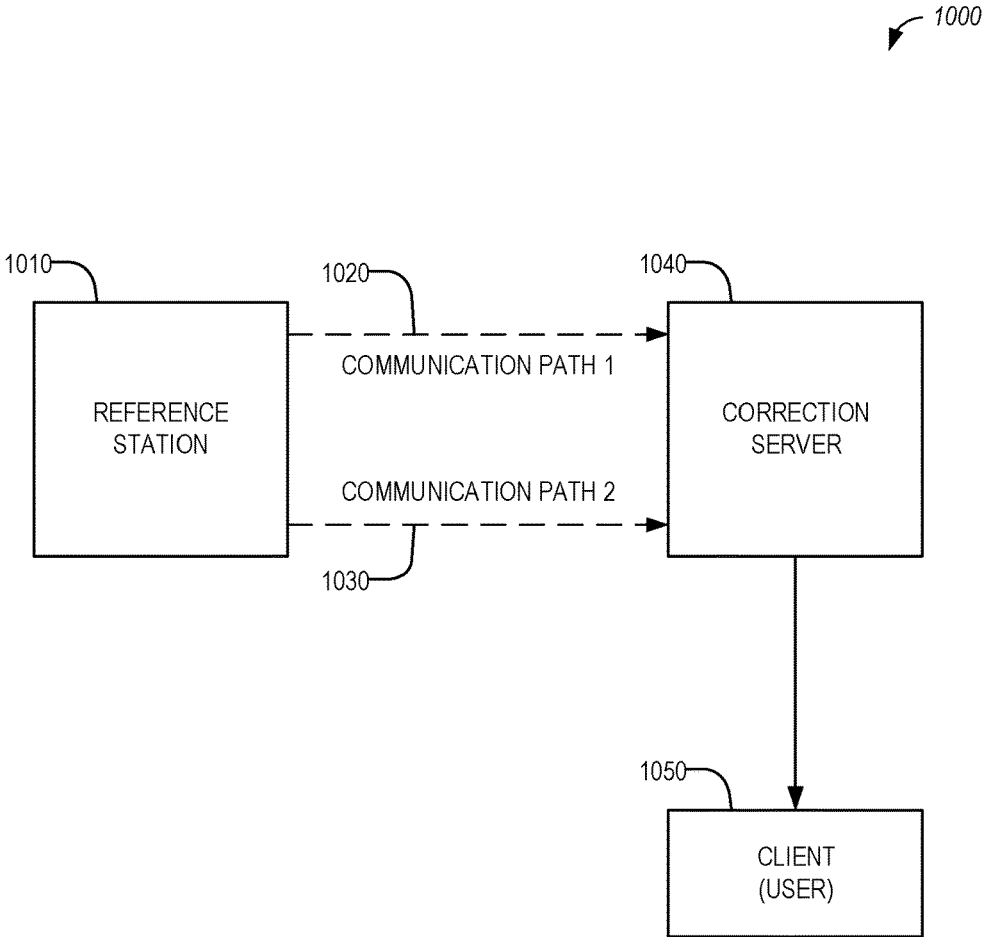 1000
1010
1020
1040
COMMUNICATION PATH 1
REFERENCE
STATION
CORRECTION
SERVER
COMMUNICATION PATH 2
1030
1050
CLIENT
(USER)